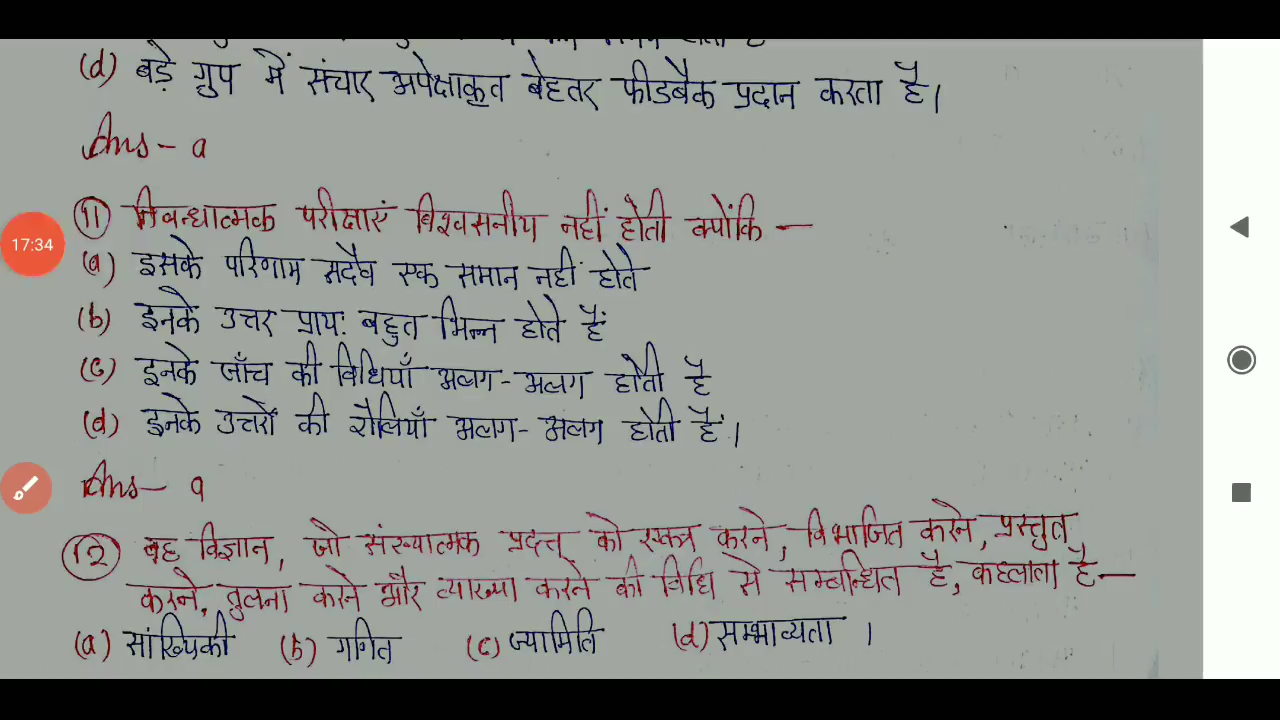 (d) बड़े ग्रुप में संचार अपेक्षाकृत बेहतर फीडबैक प्रदान करता है।
Ans - a
11 निबन्धात्मक परीक्षाएं विश्वसनीय नहीं होती क्योंकि —
17:34
(a) इसके परिणाम सदैव एक समान नहीं होते
(b) इनके उत्तर प्रायः बहुत भिन्न होते हैं
(c) इनके जाँच की विधियाँ अलग-अलग होती है
(d) इनके उत्तरों की शैलियाँ अलग-अलग होती हैं।
Ans — a
12 वह विज्ञान, जो संख्यात्मक प्रदत्त को एकत्र करने, विभाजित करने, प्रस्तुत
करने, तुलना करने और व्याख्या करने की विधि से सम्बन्धित है, कहलाता है —
(a) सांख्यिकी (b) गणित (c) ज्यामिति (d) सम्भाव्यता ।